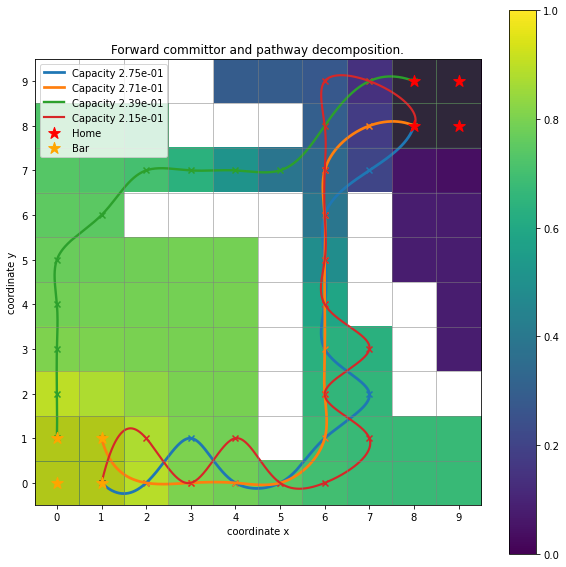 Forward committor and pathway decomposition.
Capacity 2.75e-01
Capacity 2.71e-01
Capacity 2.39e-01
Capacity 2.15e-01
Home
Bar
coordinate y
9
8
7
6
5
4
3
2
1
0
0 1 2 3 4 5 6 7 8 9
coordinate x
1.0
0.8
0.6
0.4
0.2
0.0